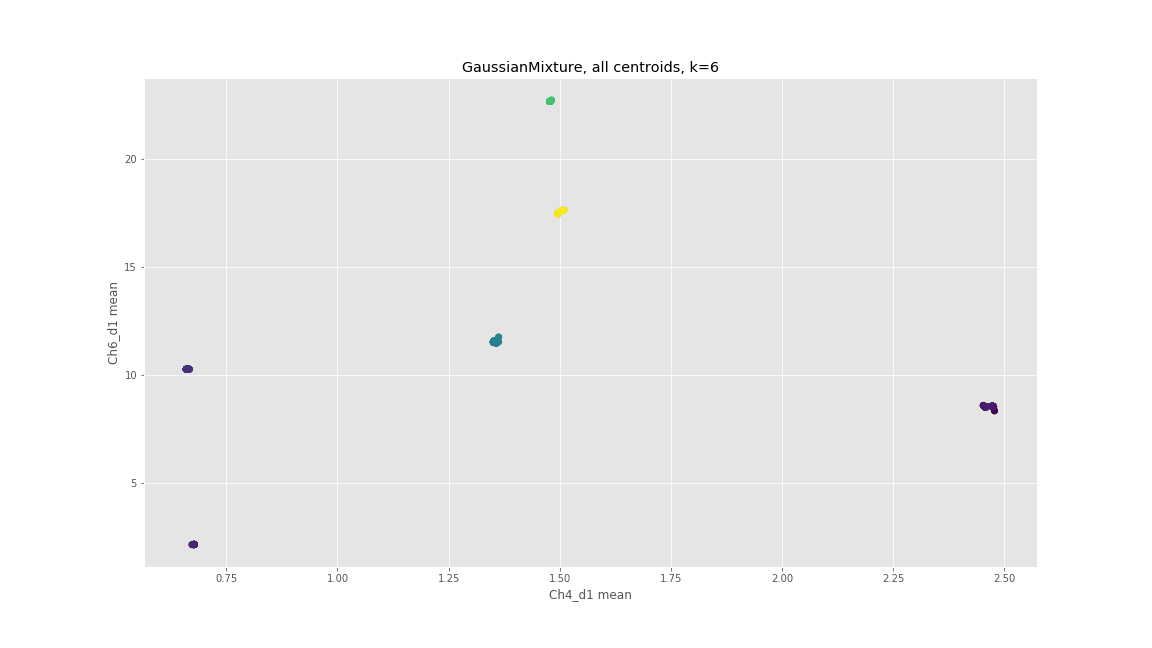 GaussianMixture, all centroids, k=6
20
15
10
5
Ch6_d1 mean
0.75 1.00 1.25 1.50 1.75 2.00 2.25 2.50
Ch4_d1 mean